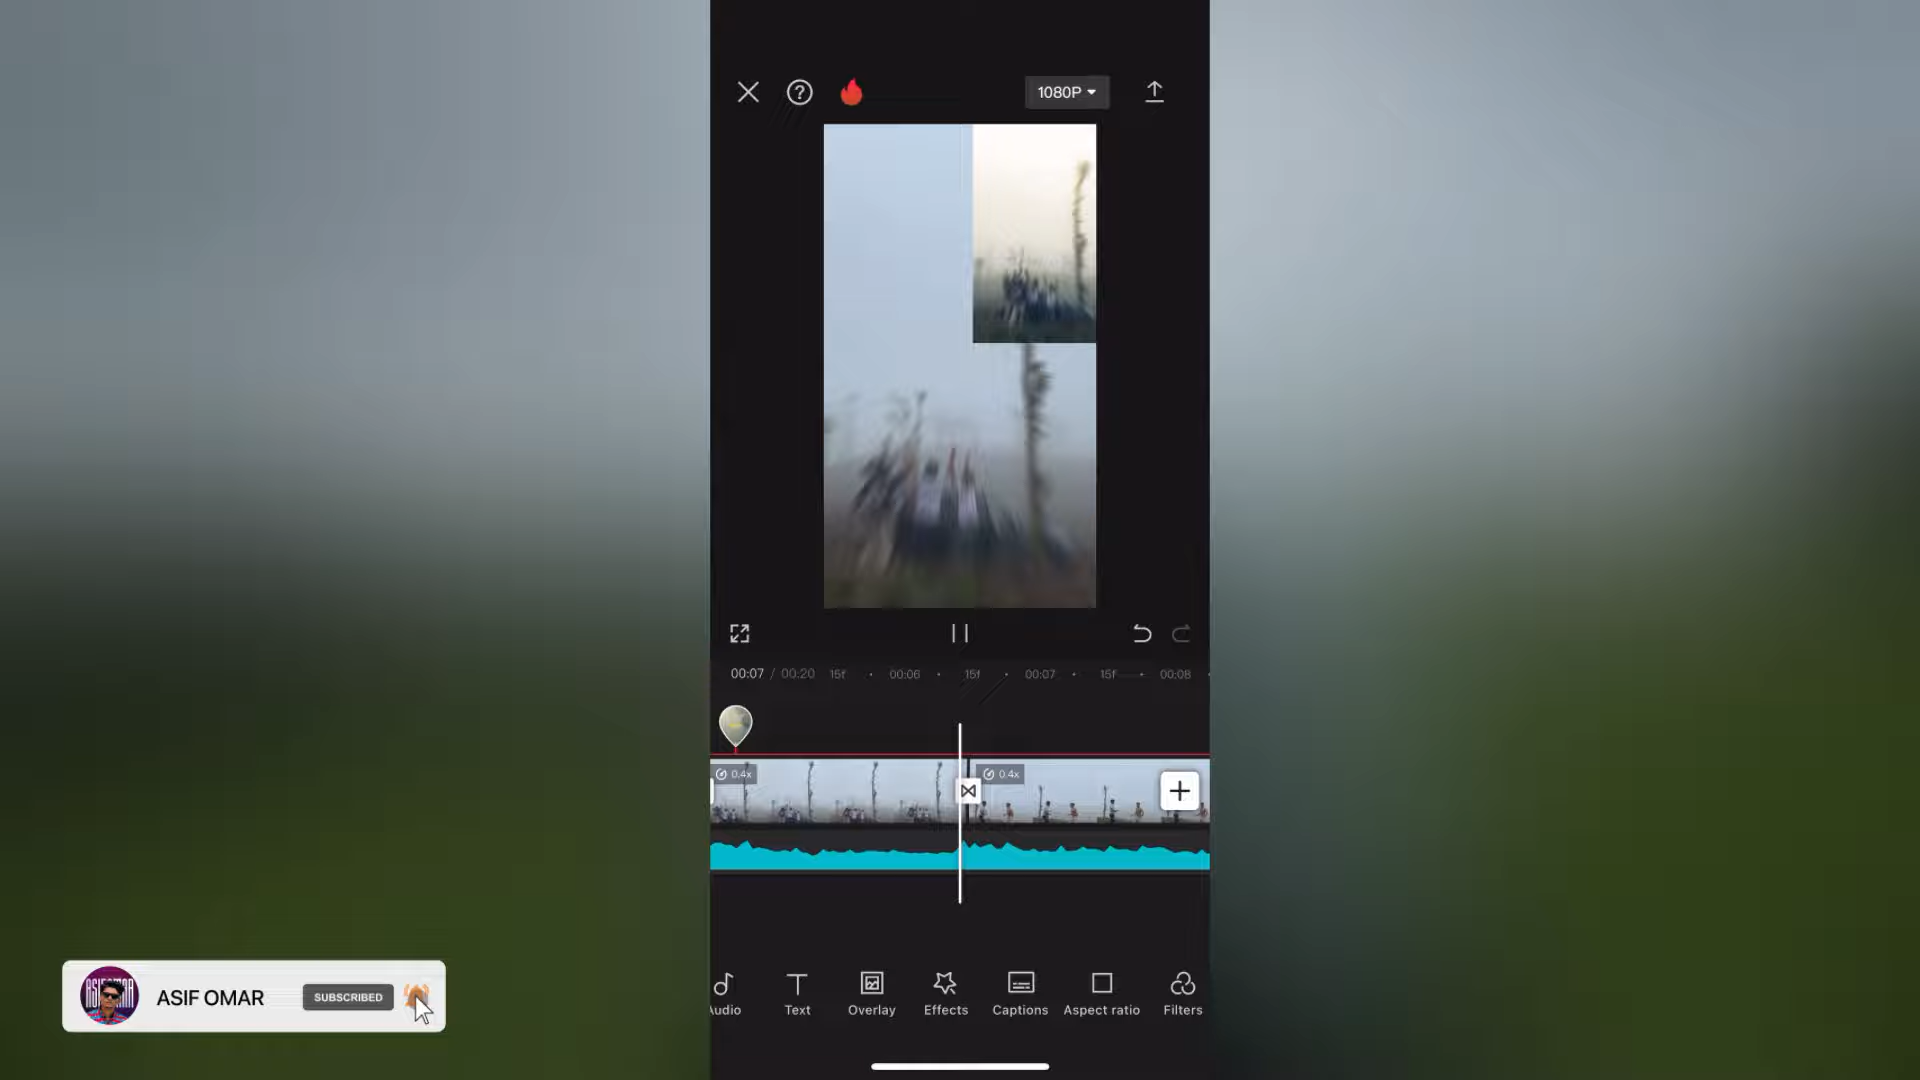 1080P
00:07 / 00:20 15f 00:06 15f 00:07 15f 00:08
0.4x 0.4x
ASIF OMAR SUBSCRIBED
Audio Text Overlay Effects Captions Aspect ratio Filters